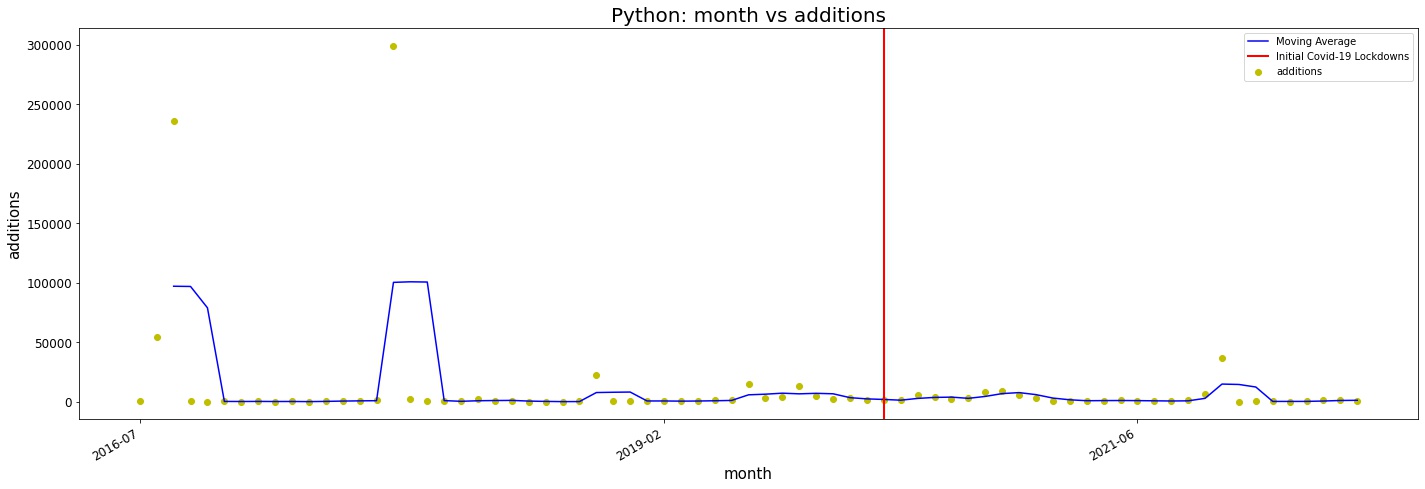 Python: month vs additions
Moving Average
Initial Covid-19 Lockdowns
additions
300000
250000
200000
150000
100000
50000
0
additions
2016-07
2019-02
2021-06
month